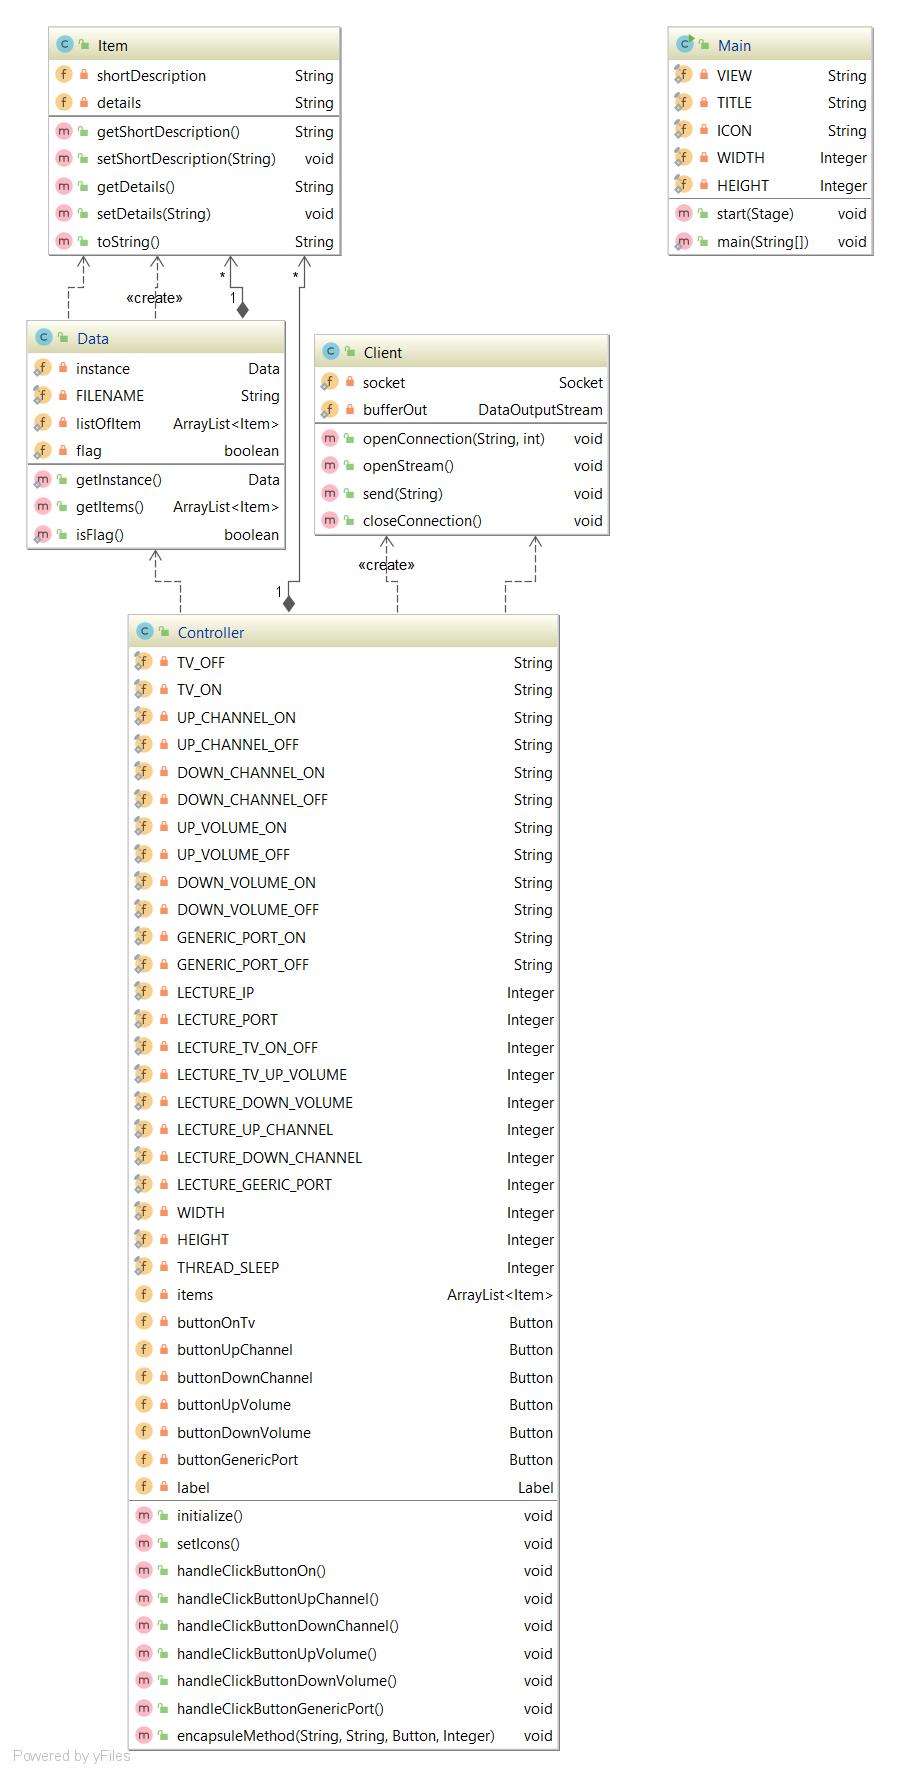 Item
shortDescription String
details String
getShortDescription() String
setShortDescription(String) void
getDetails() String
setDetails(String) void
toString() String
Main
VIEW String
TITLE String
ICON String
WIDTH Integer
HEIGHT Integer
start(Stage) void
main(String[]) void
* *
«create» 1
Data
instance Data
FILENAME String
listOfItem ArrayList<Item>
flag boolean
getInstance() Data
getItems() ArrayList<Item>
isFlag() boolean
Client
socket Socket
bufferOut DataOutputStream
openConnection(String, int) void
openStream() void
send(String) void
closeConnection() void
«create»
1
Controller
TV_OFF String
TV_ON String
UP_CHANNEL_ON String
UP_CHANNEL_OFF String
DOWN_CHANNEL_ON String
DOWN_CHANNEL_OFF String
UP_VOLUME_ON String
UP_VOLUME_OFF String
DOWN_VOLUME_ON String
DOWN_VOLUME_OFF String
GENERIC_PORT_ON String
GENERIC_PORT_OFF String
LECTURE_IP Integer
LECTURE_PORT Integer
LECTURE_TV_ON_OFF Integer
LECTURE_TV_UP_VOLUME Integer
LECTURE_DOWN_VOLUME Integer
LECTURE_UP_CHANNEL Integer
LECTURE_DOWN_CHANNEL Integer
LECTURE_GEERIC_PORT Integer
WIDTH Integer
HEIGHT Integer
THREAD_SLEEP Integer
items ArrayList<Item>
buttonOnTv Button
buttonUpChannel Button
buttonDownChannel Button
buttonUpVolume Button
buttonDownVolume Button
buttonGenericPort Button
label Label
initialize() void
setIcons() void
handleClickButtonOn() void
handleClickButtonUpChannel() void
handleClickButtonDownChannel() void
handleClickButtonUpVolume() void
handleClickButtonDownVolume() void
handleClickButtonGenericPort() void
encapsuleMethod(String, String, Button, Integer) void
Powered by yFiles